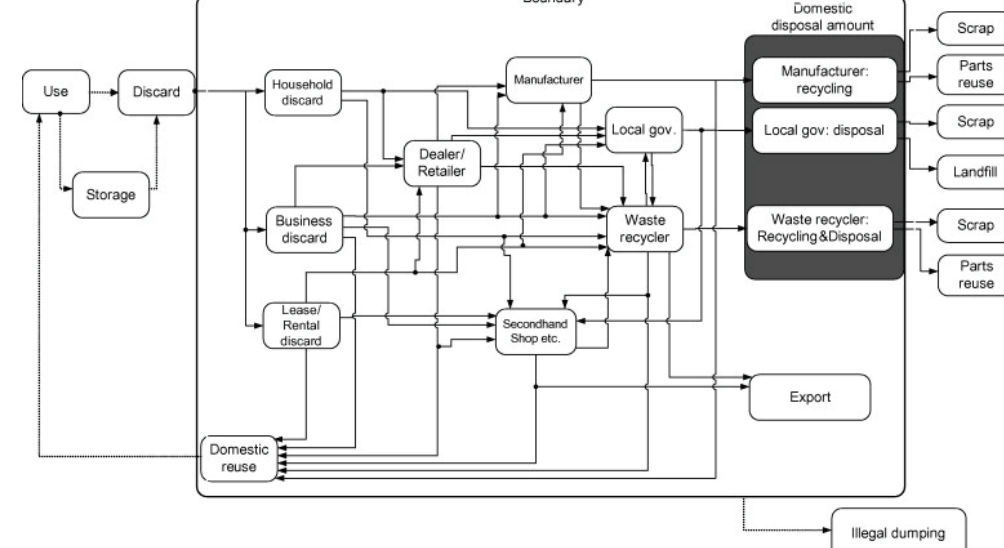 Boundary
Domestic
disposal amount
Scrap
Manufacturer
Manufacturer:
recycling
Parts
reuse
Use
Discard
Household
discard
Local gov.
Local gov: disposal
Scrap
Dealer/
Retailer
Landfill
Storage
Business
discard
Waste
recycler
Waste recycler:
Recycling&Disposal
Scrap
Parts
reuse
Lease/
Rental
discard
Secondhand
Shop etc.
Export
Domestic
reuse
Illegal dumping